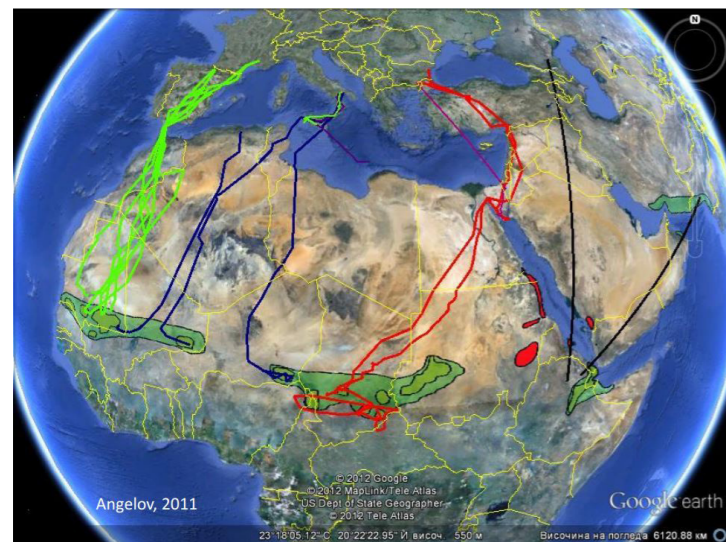 N
Angelov, 2011
© 2012 Google
© 2012 MapLink/Tele Atlas
US Dept of State Geographer
© 2012 Tele Atlas
Google earth
23°18'05.12" С 20°22'22.95" И височ 550 м Височина на погледа 6120.88 км